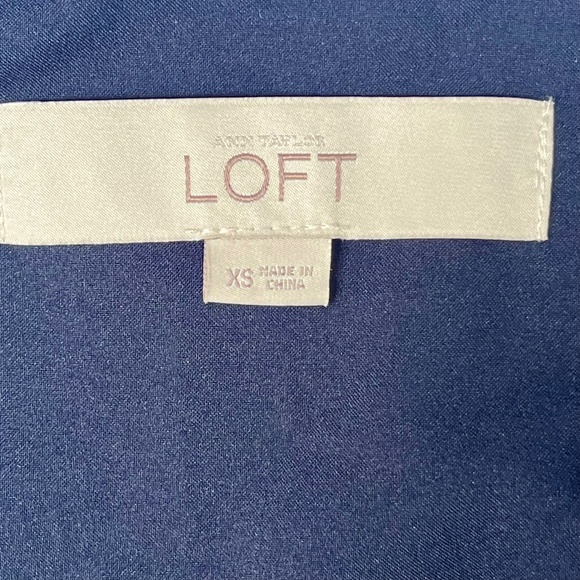 ANN TAYLOR
LOFT
XS MADE IN
CHINA